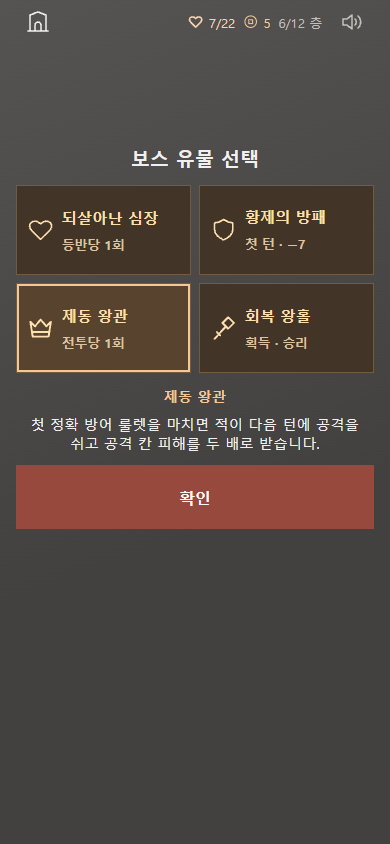 7/22 5 6/12 층
보스 유물 선택
되살아난 심장
등반당 1회
황제의 방패
첫 턴 · −7
제동 왕관
전투당 1회
회복 왕홀
획득 · 승리
제동 왕관
첫 정확 방어 룰렛을 마치면 적이 다음 턴에 공격을
쉬고 공격 칸 피해를 두 배로 받습니다.
확인